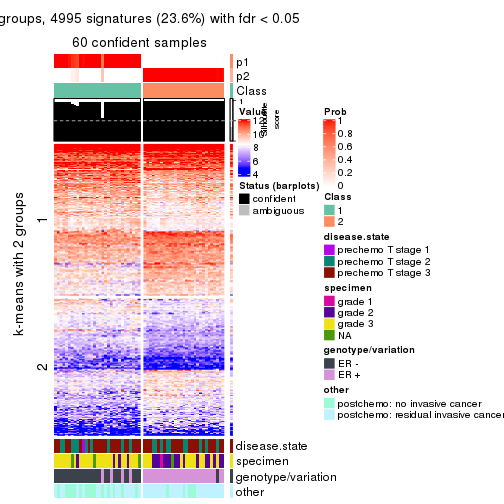 groups, 4995 signatures (23.6%) with fdr < 0.05
60 confident samples
p1
p2
Class
1
Silhouette
score
k-means with 2 groups
1
2
Value
12
10
8
6
4
Status (barplots)
confident
ambiguous
Prob
1
0.8
0.6
0.4
0.2
0
Class
1
2
disease.state
prechemo T stage 1
prechemo T stage 2
prechemo T stage 3
specimen
grade 1
grade 2
grade 3
NA
genotype/variation
ER -
ER +
other
postchemo: no invasive cancer
postchemo: residual invasive cancer
disease.state
specimen
genotype/variation
other